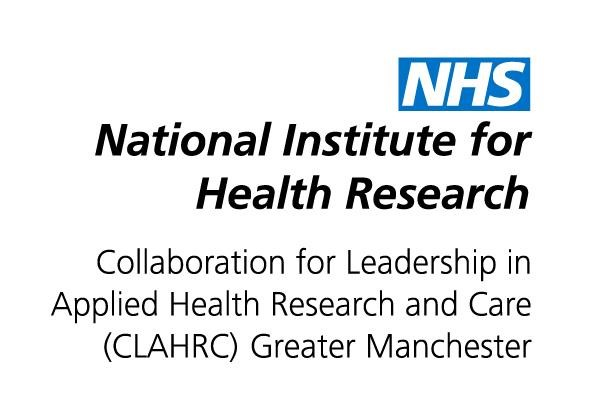 NHS
National Institute for
Health Research
Collaboration for Leadership in
Applied Health Research and Care
(CLAHRC) Greater Manchester